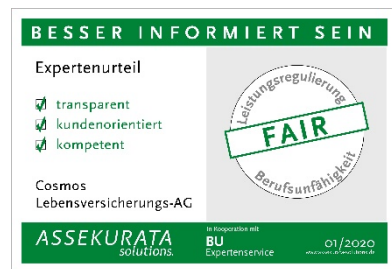 BESSER INFORMIERT SEIN
Expertenurteil
transparent
kundenorientiert
kompetent
Cosmos
Lebensversicherungs-AG
Leistungsregulierung
FAIR
Berufsunfähigkeit
ASSEKURATA
solutions.
in Kooperation mit
BU
Expertenservice
01/2020